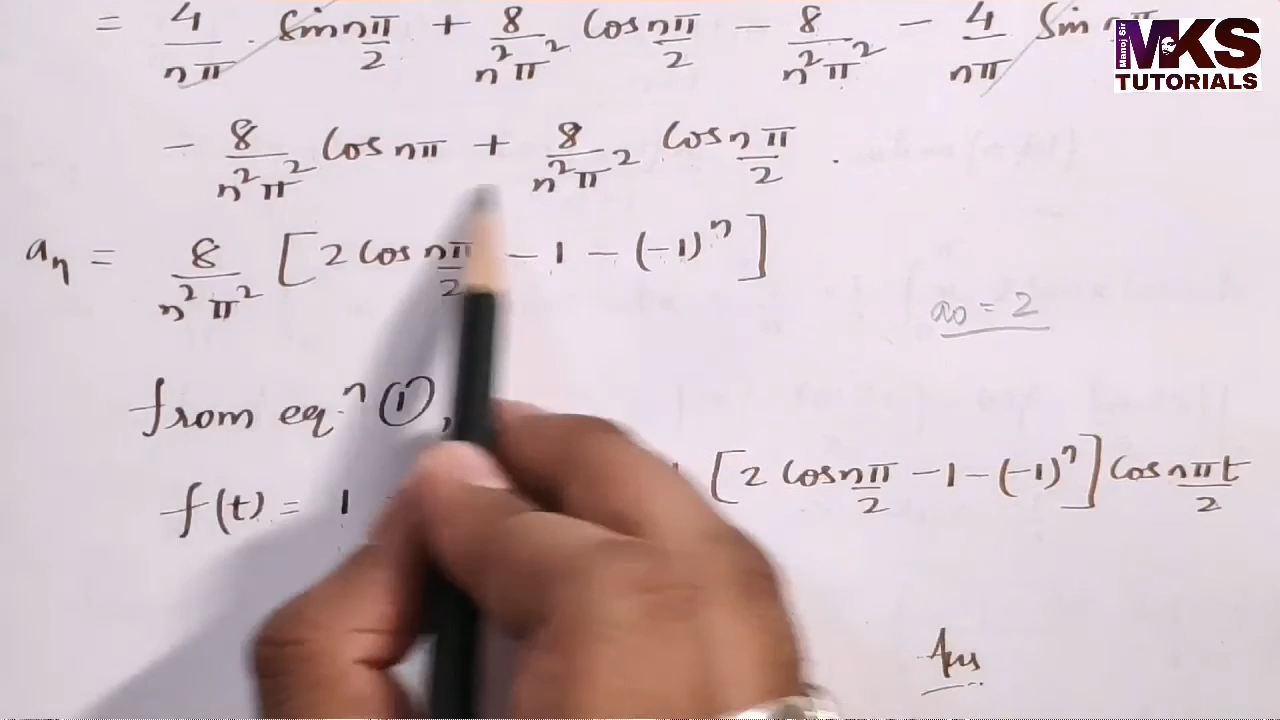 = 4/nπ . Sin nπ/2 + 8/n²π² Cos nπ/2 − 8/n²π² − 4/nπ Sin
− 8/n²π² Cos nπ + 8/n²π² Cos nπ/2 .
aₙ = 8/n²π² [2 Cos nπ/2 − 1 − (−1)ⁿ]
a₀ = 2
from eqⁿ ①,
f(t) = 1 [2 Cos nπ/2 − 1 − (−1)ⁿ] Cos nπt/2
Ans
Manoj Sir
MKS
TUTORIALS